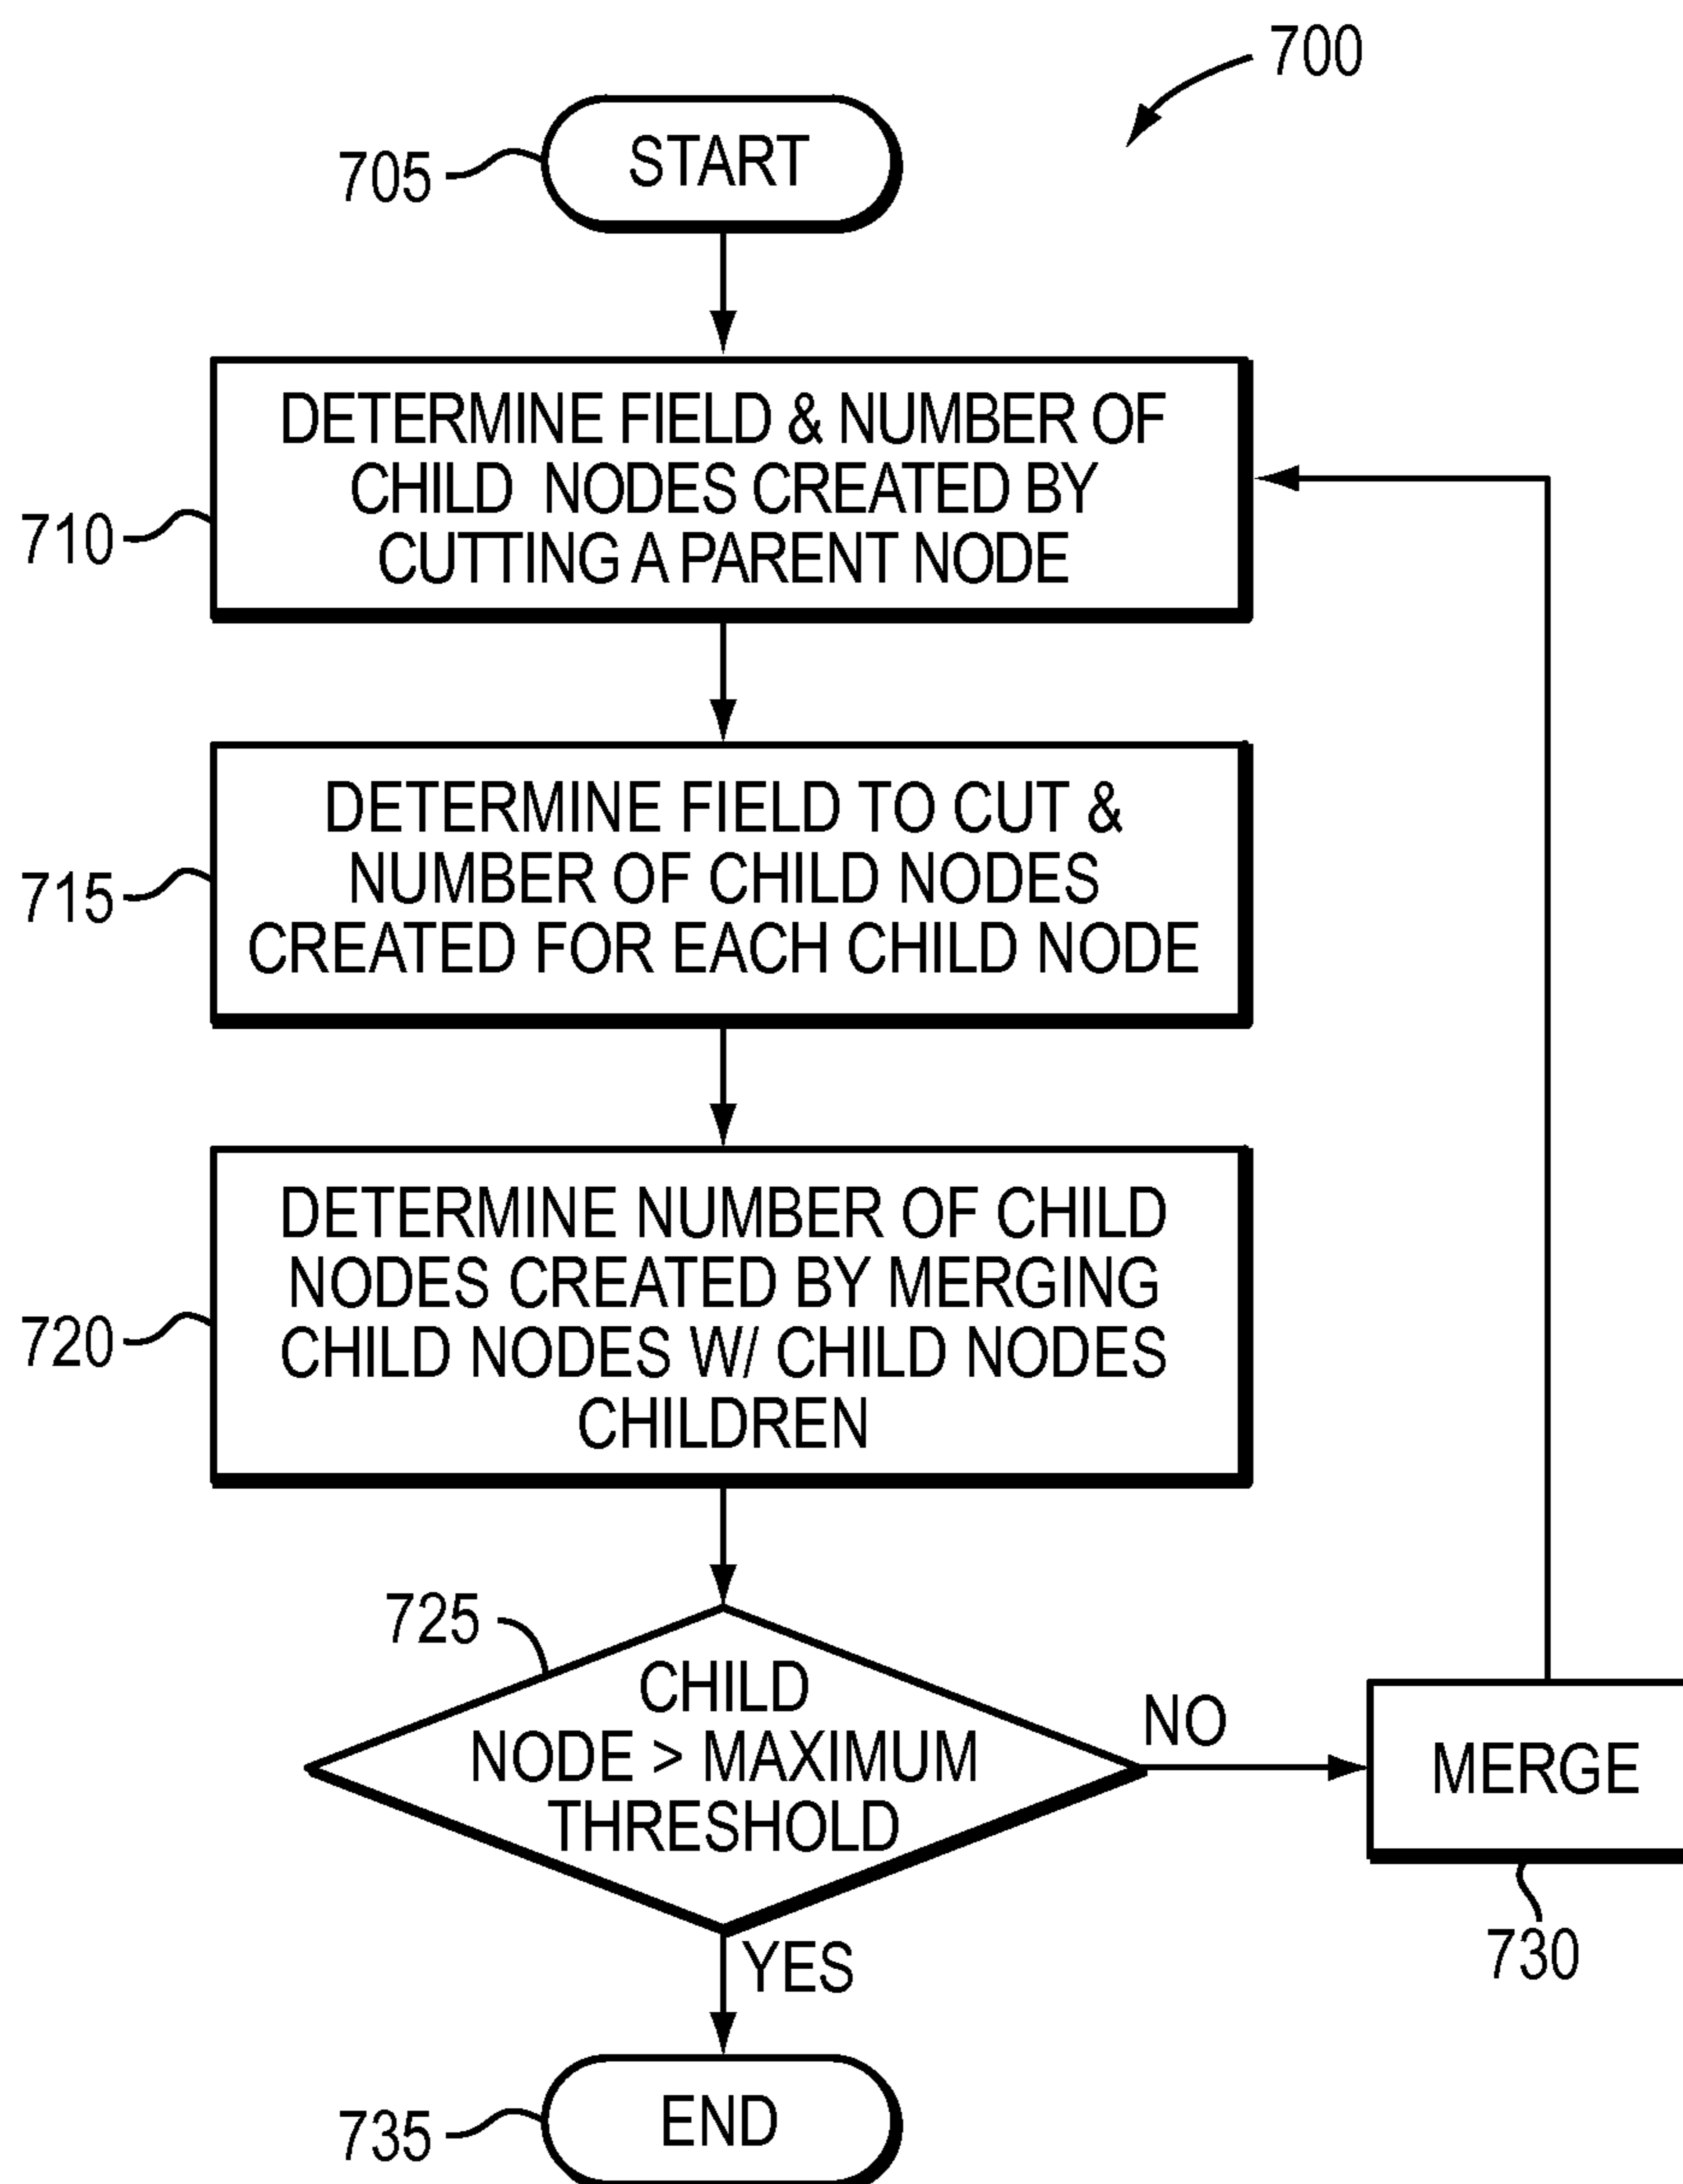 700
705
START
DETERMINE FIELD & NUMBER OF
CHILD NODES CREATED BY
CUTTING A PARENT NODE
710
DETERMINE FIELD TO CUT &
NUMBER OF CHILD NODES
CREATED FOR EACH CHILD NODE
715
DETERMINE NUMBER OF CHILD
NODES CREATED BY MERGING
CHILD NODES W/ CHILD NODES
CHILDREN
720
725
CHILD
NODE > MAXIMUM
THRESHOLD
NO
MERGE
730
YES
END
735